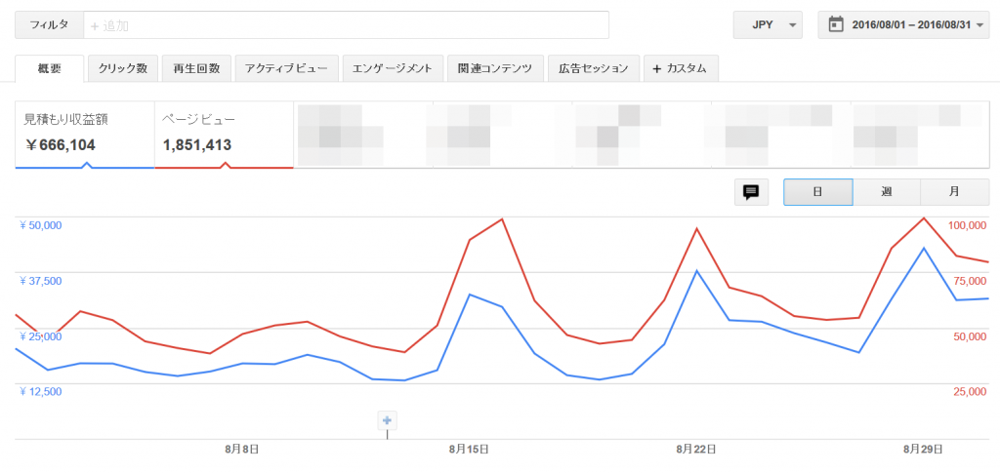 フィルタ + 追加 JPY 2016/08/01 – 2016/08/31
概要 クリック数 再生回数 アクティブビュー エンゲージメント 関連コンテンツ 広告セッション + カスタム
見積もり収益額 ページビュー
￥666,104 1,851,413
日 週 月
￥50,000 100,000
￥37,500 75,000
￥25,000 50,000
￥12,500 25,000
8月8日 8月15日 8月22日 8月29日